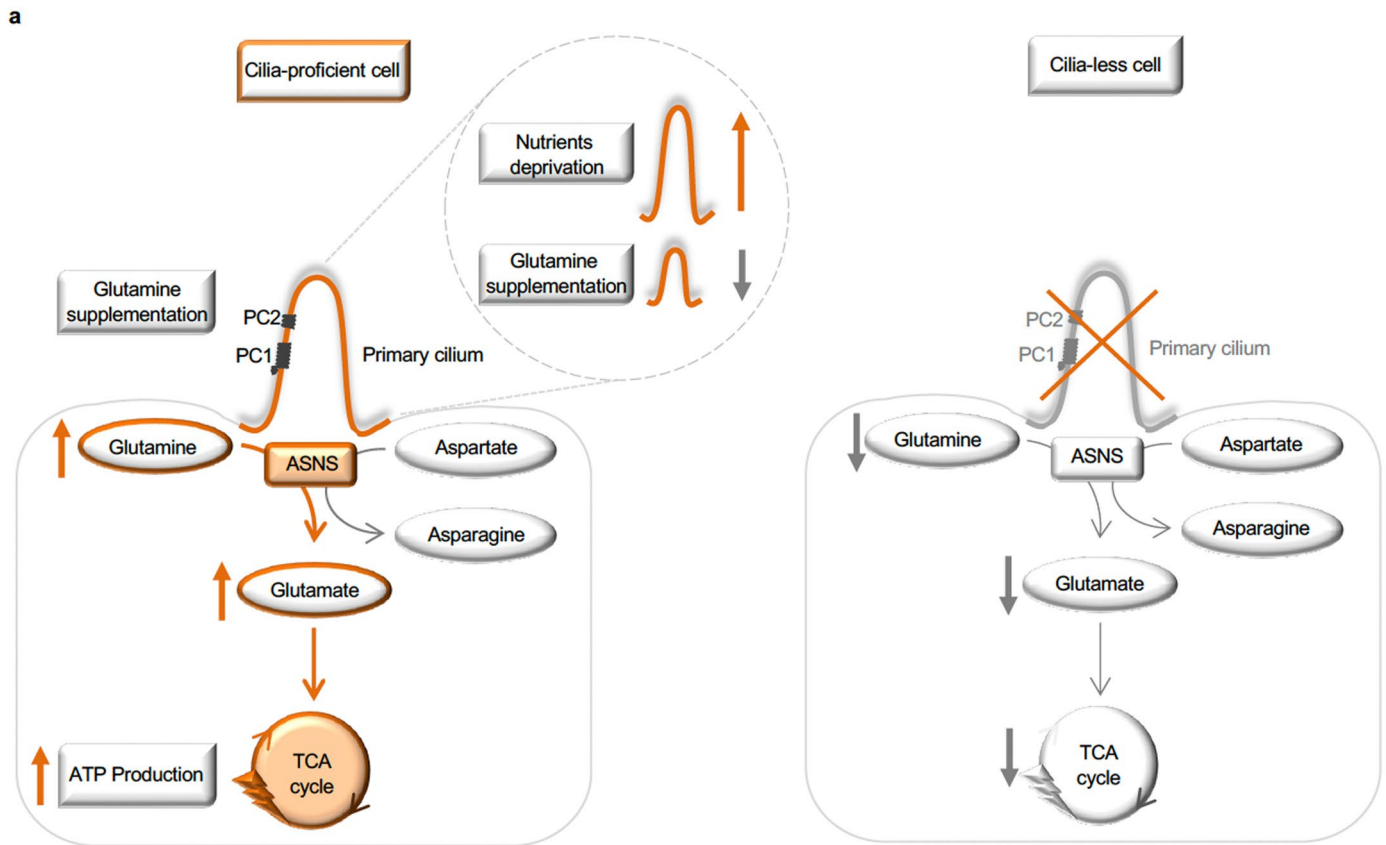 a
Cilia-proficient cell
Nutrients
deprivation
Glutamine
supplementation
Glutamine
supplementation
PC2
PC1
Primary cilium
Glutamine
ASNS
Aspartate
Asparagine
Glutamate
ATP Production
TCA
cycle
Cilia-less cell
PC2
PC1
Primary cilium
Glutamine
ASNS
Aspartate
Asparagine
Glutamate
TCA
cycle